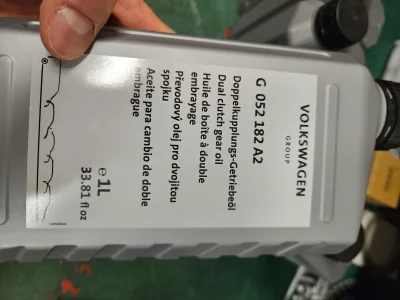 VOLKSWAGEN
GROUP
G 052 182 A2
Doppelkupplungs-Getriebeöl
Dual clutch gear oil
Huile de boîte à double
embrayage
Převodový olej pro dvojitou
spojku
Aceite para cambio de doble
embrague
℮ 1L
33.81 fl oz